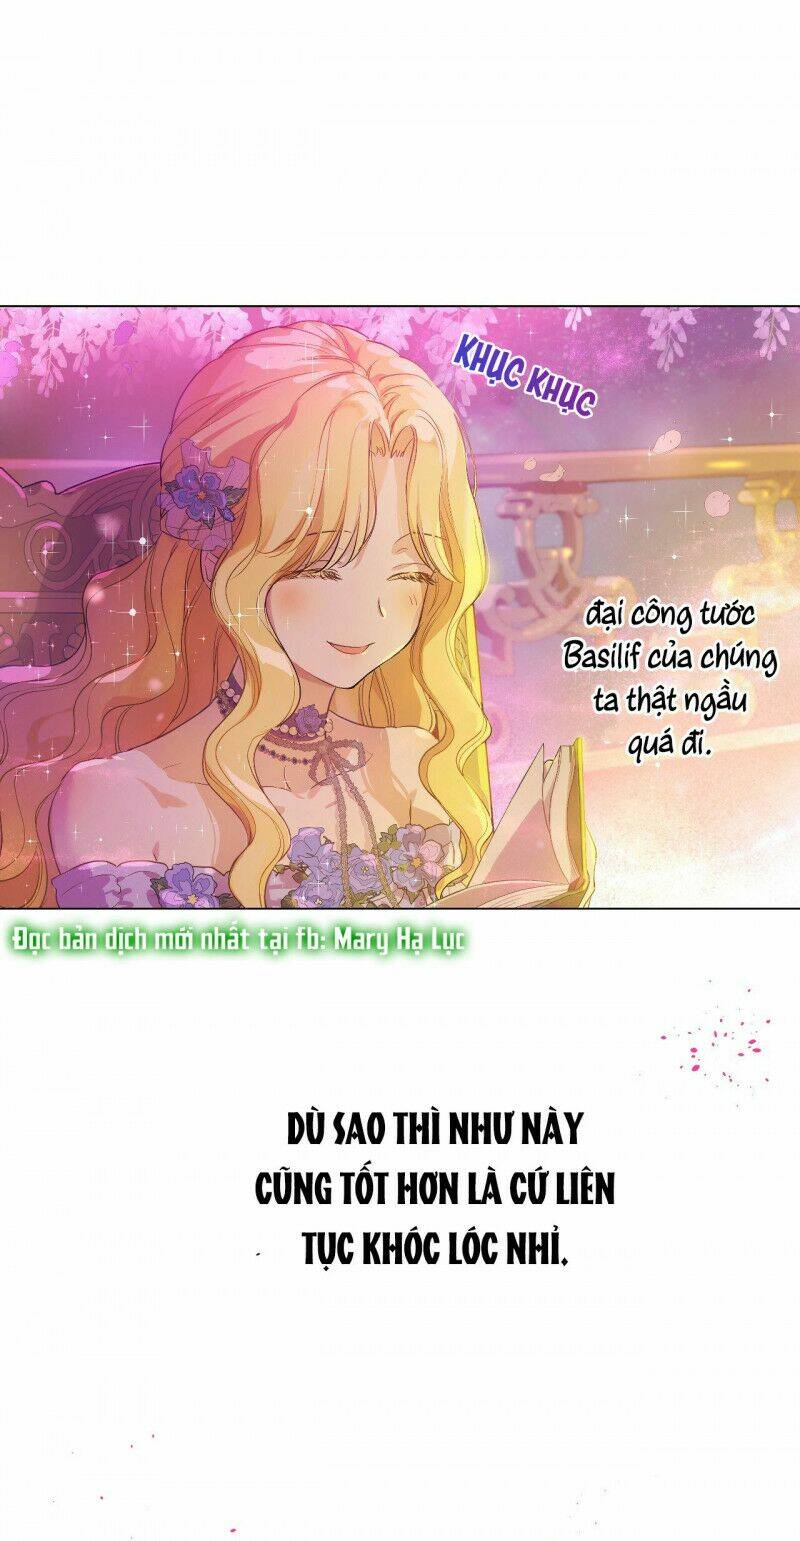 KHỤC KHỤC
đại công tước
Basilif của chúng
ta thật ngầu
quá đi.
Đọc bản dịch mới nhất tại fb: Mary Hạ Lục
DÙ SAO THÌ NHƯ NÀY
CŨNG TỐT HƠN LÀ CỨ LIÊN
TỤC KHÓC LÓC NHỈ.